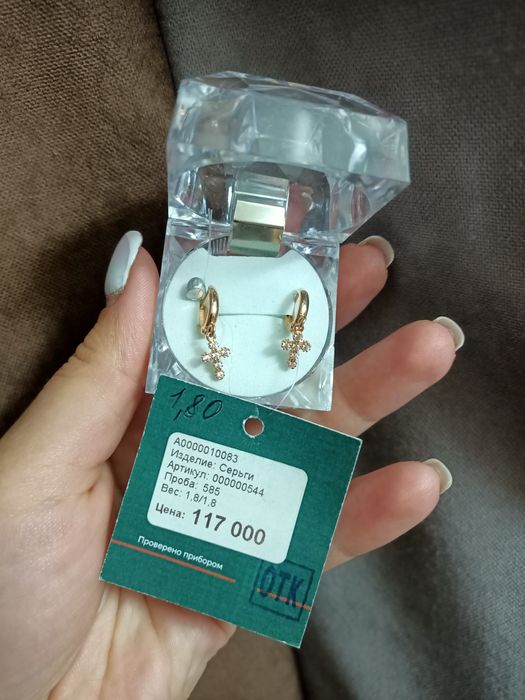 1,80
А0000010083
Изделие: Серьги
Артикул: 000000544
Проба: 585
Вес: 1,8/1,8
Цена: 117 000
Проверено прибором
ОТК